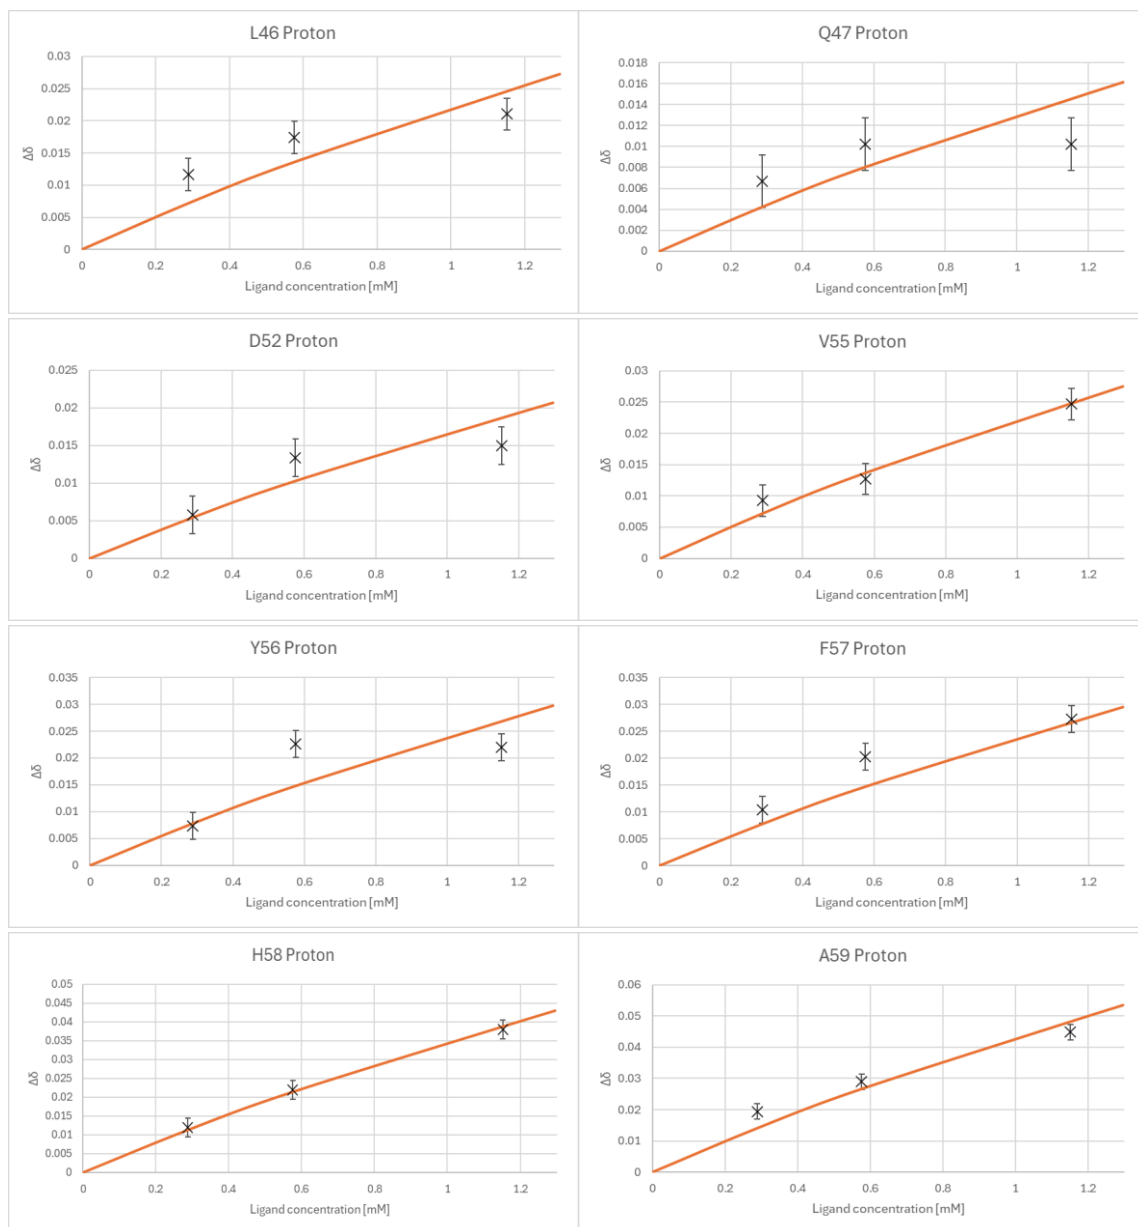 L46 Proton
0.03
0.025
0.02
0.015
0.01
0.005
0
Δδ
0 0.2 0.4 0.6 0.8 1 1.2
Ligand concentration [mM]
Q47 Proton
0.018
0.016
0.014
0.012
0.01
0.008
0.006
0.004
0.002
0
Δδ
0 0.2 0.4 0.6 0.8 1 1.2
Ligand concentration [mM]
D52 Proton
0.025
0.02
0.015
0.01
0.005
0
Δδ
0 0.2 0.4 0.6 0.8 1 1.2
Ligand concentration [mM]
V55 Proton
0.03
0.025
0.02
0.015
0.01
0.005
0
Δδ
0 0.2 0.4 0.6 0.8 1 1.2
Ligand concentration [mM]
Y56 Proton
0.035
0.03
0.025
0.02
0.015
0.01
0.005
0
Δδ
0 0.2 0.4 0.6 0.8 1 1.2
Ligand concentration [mM]
F57 Proton
0.035
0.03
0.025
0.02
0.015
0.01
0.005
0
Δδ
0 0.2 0.4 0.6 0.8 1 1.2
Ligand concentration [mM]
H58 Proton
0.05
0.045
0.04
0.035
0.03
0.025
0.02
0.015
0.01
0.005
0
Δδ
0 0.2 0.4 0.6 0.8 1 1.2
Ligand concentration [mM]
A59 Proton
0.06
0.05
0.04
0.03
0.02
0.01
0
Δδ
0 0.2 0.4 0.6 0.8 1 1.2
Ligand concentration [mM]